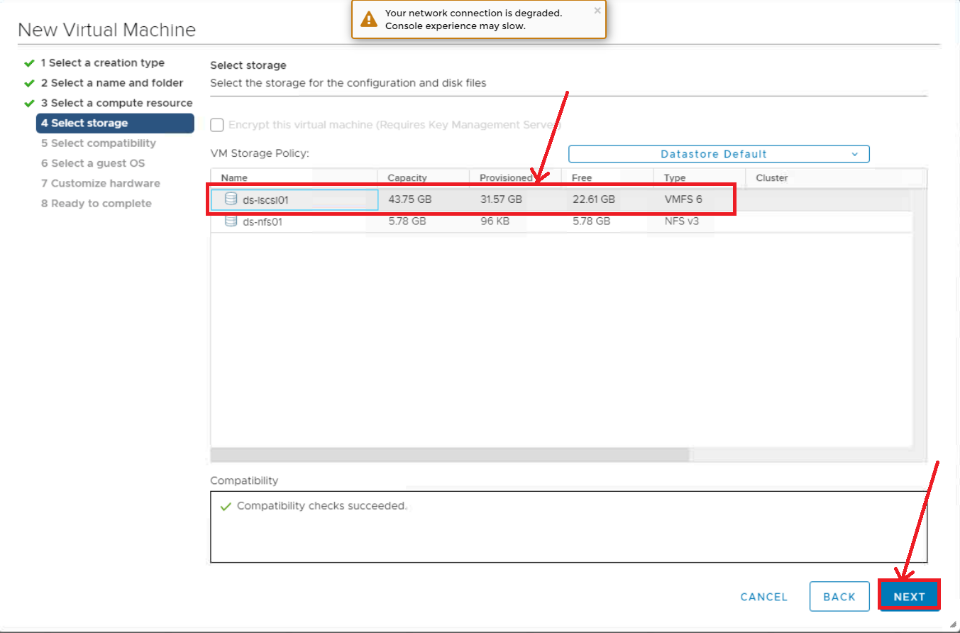 Your network connection is degraded.
Console experience may slow.
New Virtual Machine
1 Select a creation type
2 Select a name and folder
3 Select a compute resource
4 Select storage
5 Select compatibility
6 Select a guest OS
7 Customize hardware
8 Ready to complete
Select storage
Select the storage for the configuration and disk files
Encrypt this virtual machine (Requires Key Management Server)
VM Storage Policy: Datastore Default
Name Capacity Provisioned Free Type Cluster
ds-iscsi01 43.75 GB 31.57 GB 22.61 GB VMFS 6
ds-nfs01 5.78 GB 96 KB 5.78 GB NFS v3
Compatibility
Compatibility checks succeeded.
CANCEL BACK NEXT